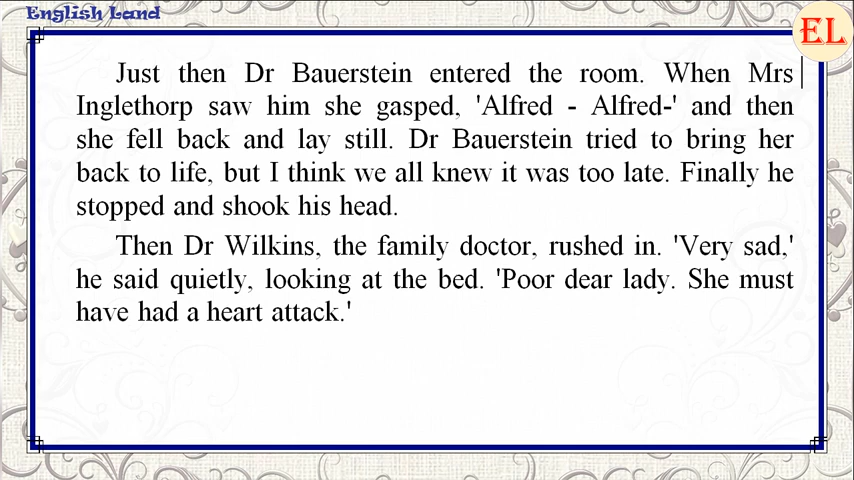 English Land
EL
Just then Dr Bauerstein entered the room. When Mrs
Inglethorp saw him she gasped, 'Alfred - Alfred-' and then
she fell back and lay still. Dr Bauerstein tried to bring her
back to life, but I think we all knew it was too late. Finally he
stopped and shook his head.
Then Dr Wilkins, the family doctor, rushed in. 'Very sad,'
he said quietly, looking at the bed. 'Poor dear lady. She must
have had a heart attack.'